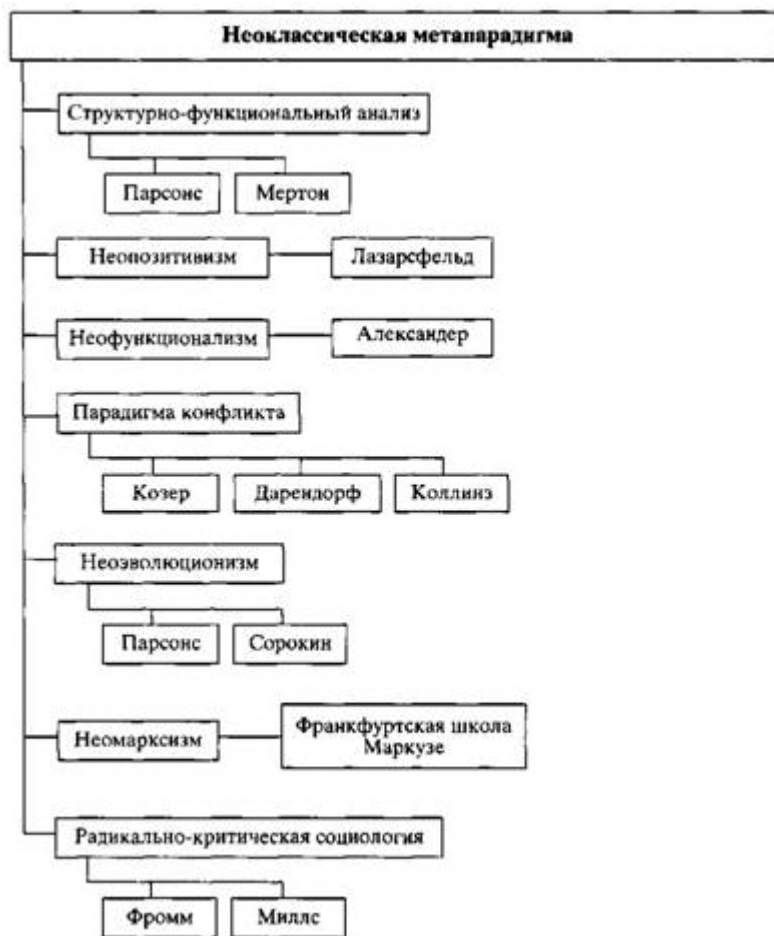 Неоклассическая метапарадигма
Структурно-функциональный анализ
Парсонс
Мертон
Неопозитивизм
Лазарсфельд
Неофункционализм
Александер
Парадигма конфликта
Козер
Дарендорф
Коллинз
Неоэволюционизм
Парсонс
Сорокин
Неомарксизм
Франкфуртская школа
Маркузе
Радикально-критическая социология
Фромм
Миллс